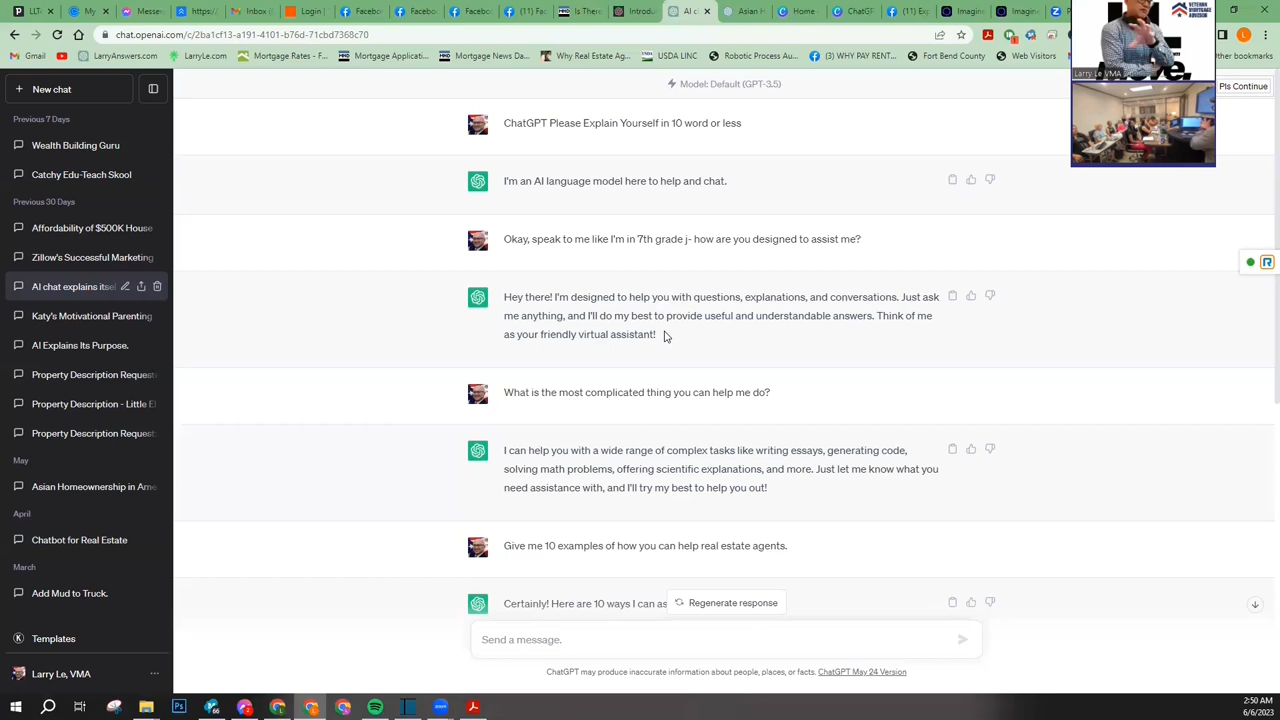 LarryAnswers.com
LarryLe.com
Mortgage Rates – F...
Amortization Sched...
Mortgage News Da...
Why Real Estate Ag...
USDA LINC
Robotic Process Au...
(3) WHY PAY RENT...
Fort Bend County
Web Visitors
chat.openai.com/c/2ba1cf13-a191-4101-b76d-71cbd7368c70
VETERAN
MORTGAGE
ADVISOR
Larry Le VMA
Pls Continue
New chat
Previous 7 Days
Wealth Building Guru
Cathy Edu-Teach Skool
Previous 30 Days
Affordability of $500K House
Zillow's Successful Marketing
AI chat explains itsel
Katy's Motivational Parenting
AI Explains Its Purpose.
Property Description Request
Property Description - Little E
Property Description Request
May
Asian Homeownership in Ame
April
Chatbot for Real Estate
March
Add Mud to Truck.
Templates
Larry Le, VMA
Model: Default (GPT-3.5)
ChatGPT Please Explain Yourself in 10 word or less
I'm an AI language model here to help and chat.
Okay, speak to me like I'm in 7th grade j- how are you designed to assist me?
Hey there! I'm designed to help you with questions, explanations, and conversations. Just ask
me anything, and I'll do my best to provide useful and understandable answers. Think of me
as your friendly virtual assistant!
What is the most complicated thing you can help me do?
I can help you with a wide range of complex tasks like writing essays, generating code,
solving math problems, offering scientific explanations, and more. Just let me know what you
need assistance with, and I'll try my best to help you out!
Give me 10 examples of how you can help real estate agents.
Certainly! Here are 10 ways I can as
Regenerate response
Send a message.
ChatGPT may produce inaccurate information about people, places, or facts. ChatGPT May 24 Version
2:50 AM
6/6/2023